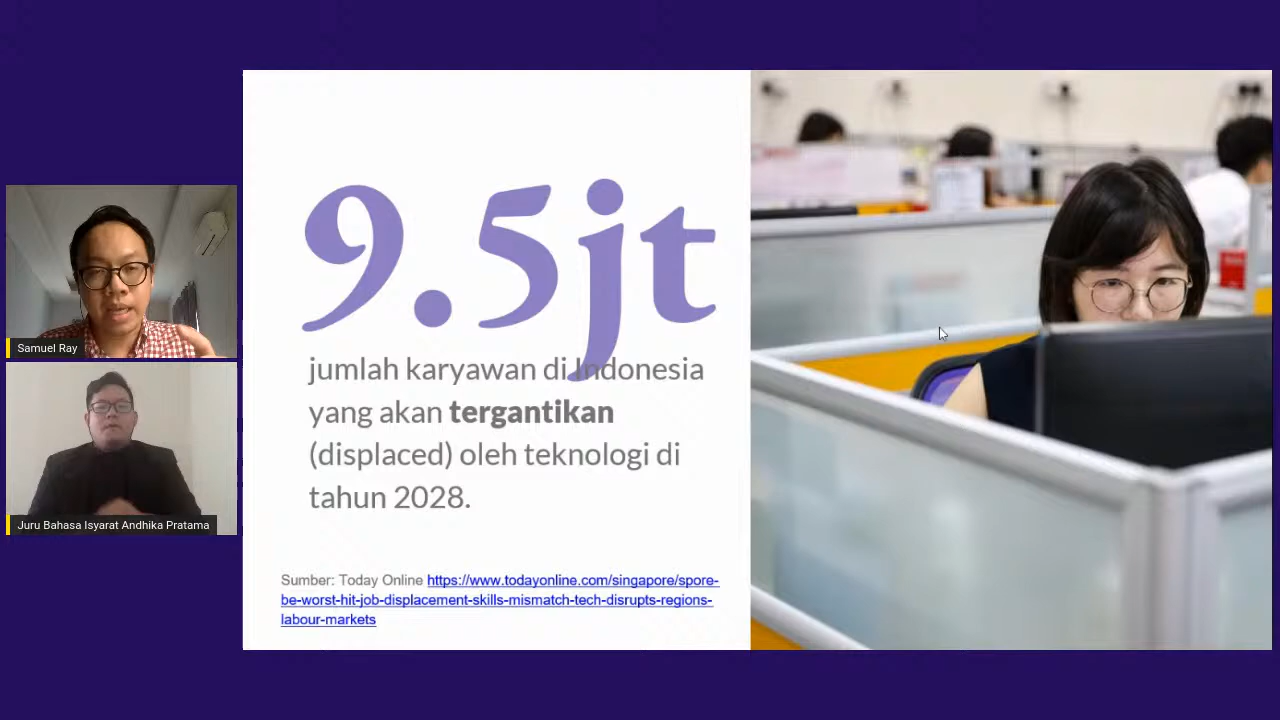 Samuel Ray
Juru Bahasa Isyarat Andhika Pratama
9.5jt
jumlah karyawan di Indonesia
yang akan tergantikan
(displaced) oleh teknologi di
tahun 2028.
Sumber: Today Online https://www.todayonline.com/singapore/spore-
be-worst-hit-job-displacement-skills-mismatch-tech-disrupts-regions-
labour-markets